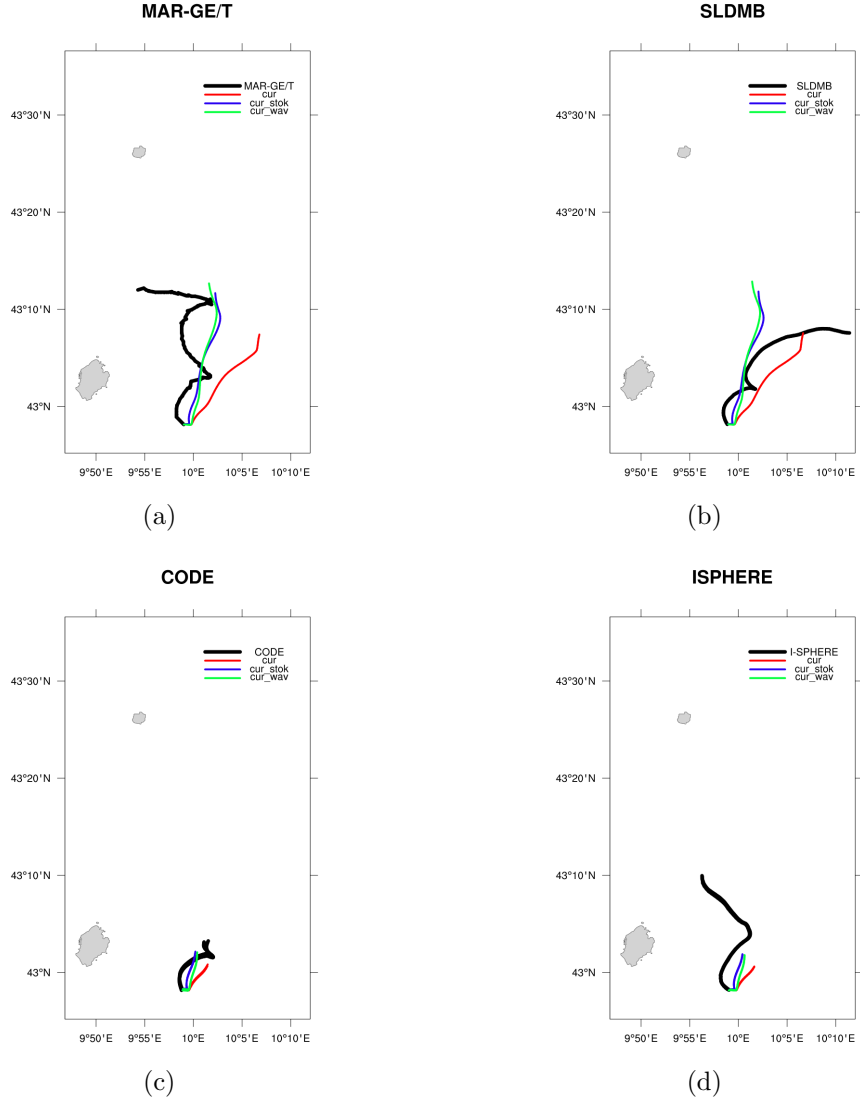 MAR-GE/T
SLDMB
MAR-GE/T
cur
cur_stok
cur_wav
43°30'N
43°20'N
43°10'N
43°N
9°50'E 9°55'E 10°E 10°5'E 10°10'E
(a)
SLDMB
cur
cur_stok
cur_wav
43°30'N
43°20'N
43°10'N
43°N
9°50'E 9°55'E 10°E 10°5'E 10°10'E
(b)
CODE
ISPHERE
CODE
cur
cur_stok
cur_wav
43°30'N
43°20'N
43°10'N
43°N
9°50'E 9°55'E 10°E 10°5'E 10°10'E
(c)
I-SPHERE
cur
cur_stok
cur_wav
43°30'N
43°20'N
43°10'N
43°N
9°50'E 9°55'E 10°E 10°5'E 10°10'E
(d)